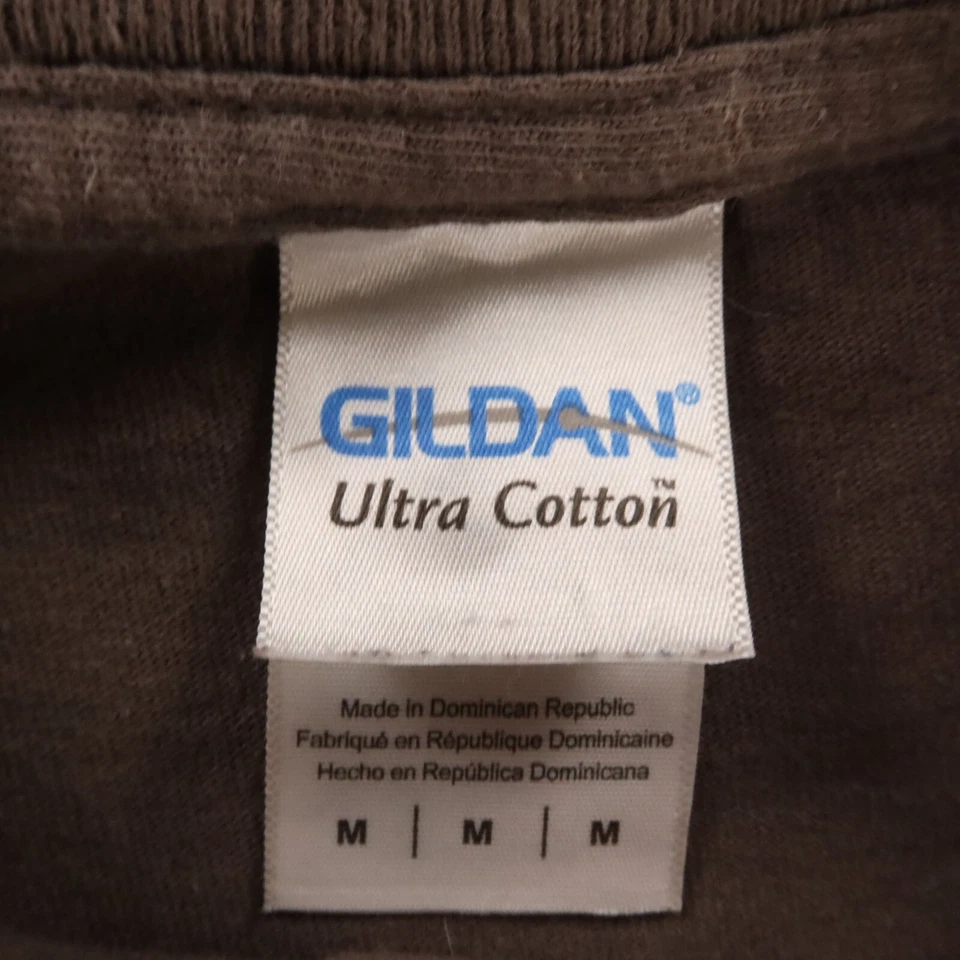 GILDAN®
Ultra Cotton™
Made in Dominican Republic
Fabriqué en République Dominicaine
Hecho en República Dominicana
M | M | M